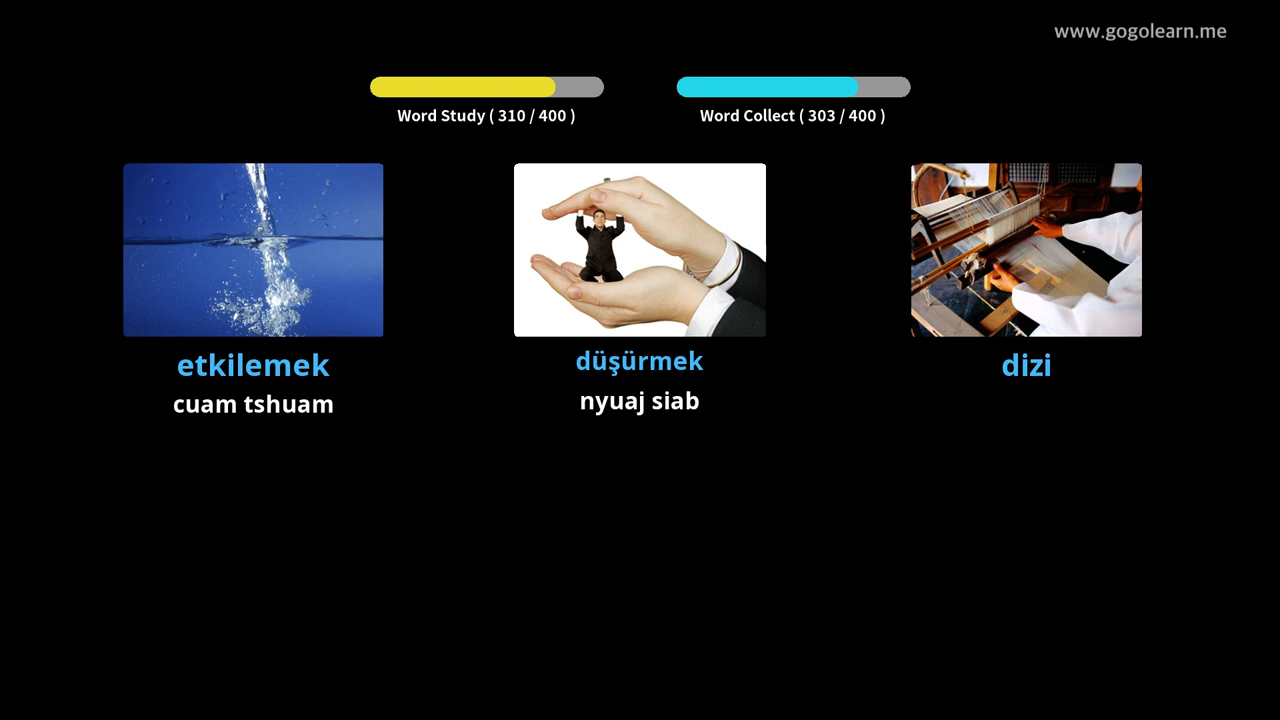 www.gogolearn.me
Word Study ( 310 / 400 )
Word Collect ( 303 / 400 )
etkilemek
cuam tshuam
düşürmek
nyuaj siab
dizi